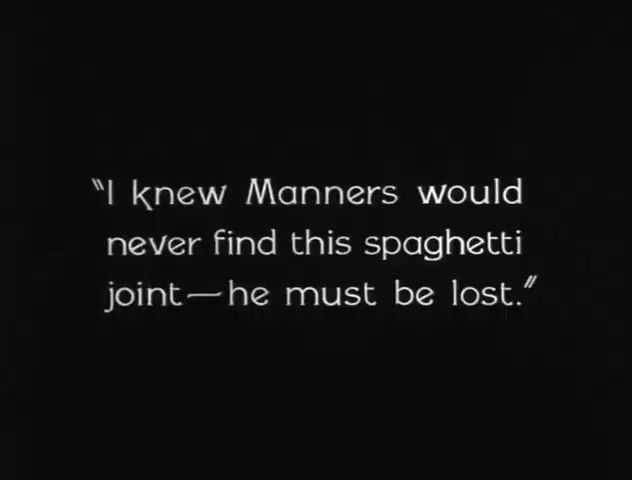 "I knew Manners would
never find this spaghetti
joint—he must be lost."